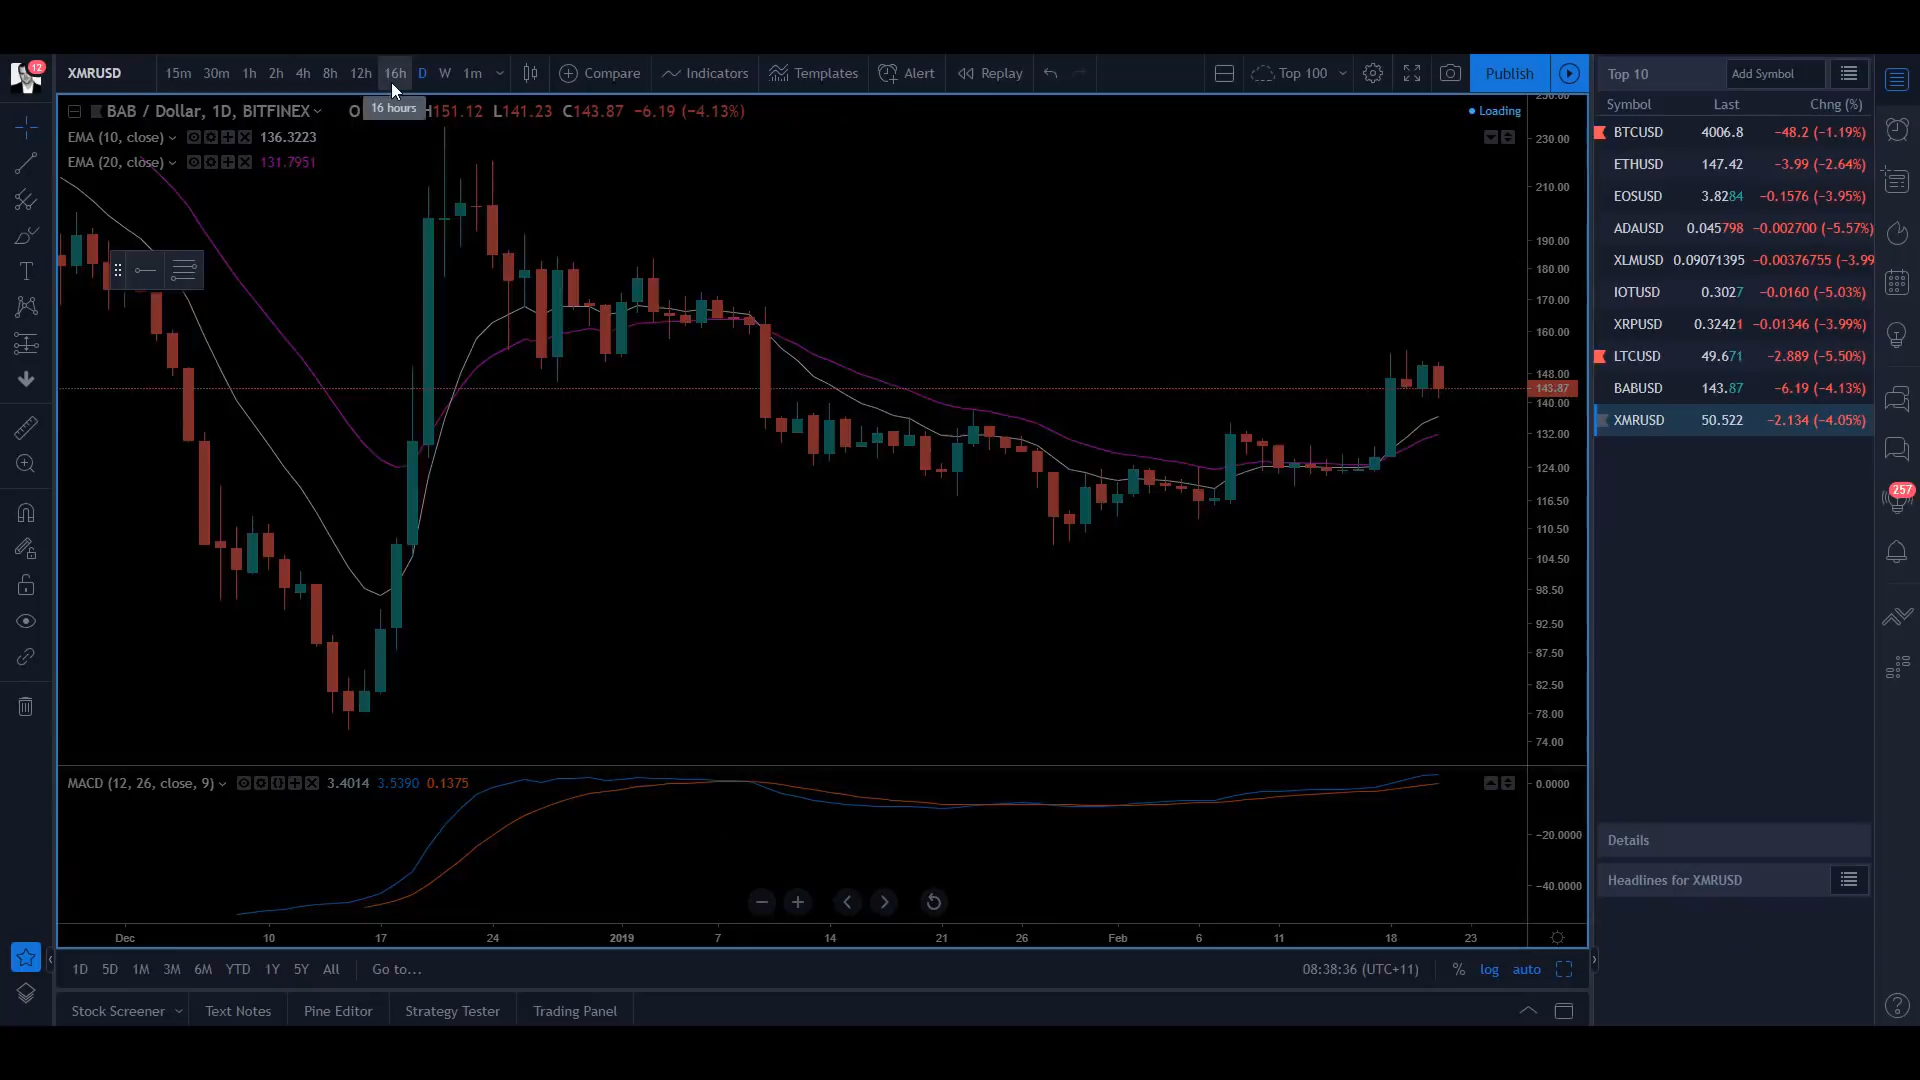 12
XMRUSD 15m 30m 1h 2h 4h 8h 12h 16h D W 1m Compare Indicators Templates Alert Replay Top 100 Publish
16 hours
BAB / Dollar, 1D, BITFINEX O H151.12 L141.23 C143.87 −6.19 (−4.13%)
Loading
EMA (10, close) 136.3223
EMA (20, close) 131.7951
230.00
210.00
190.00
180.00
170.00
160.00
148.00
143.87
140.00
132.00
124.00
116.50
110.50
104.50
98.50
92.50
87.50
82.50
78.00
74.00
MACD (12, 26, close, 9) 3.4014 3.5390 0.1375
0.0000
−20.0000
−40.0000
Dec 10 17 24 2019 7 14 21 26 Feb 6 11 18 23
1D 5D 1M 3M 6M YTD 1Y 5Y All Go to... 08:38:36 (UTC+11) % log auto
Stock Screener Text Notes Pine Editor Strategy Tester Trading Panel
Top 10 Add Symbol
Symbol Last Chng (%)
BTCUSD 4006.8 −48.2 (−1.19%)
ETHUSD 147.42 −3.99 (−2.64%)
EOSUSD 3.8284 −0.1576 (−3.95%)
ADAUSD 0.045798 −0.002700 (−5.57%)
XLMUSD 0.09071395 −0.00376755 (−3.99
IOTUSD 0.3027 −0.0160 (−5.03%)
XRPUSD 0.32421 −0.01346 (−3.99%)
LTCUSD 49.671 −2.889 (−5.50%)
BABUSD 143.87 −6.19 (−4.13%)
XMRUSD 50.522 −2.134 (−4.05%)
257
Details
Headlines for XMRUSD